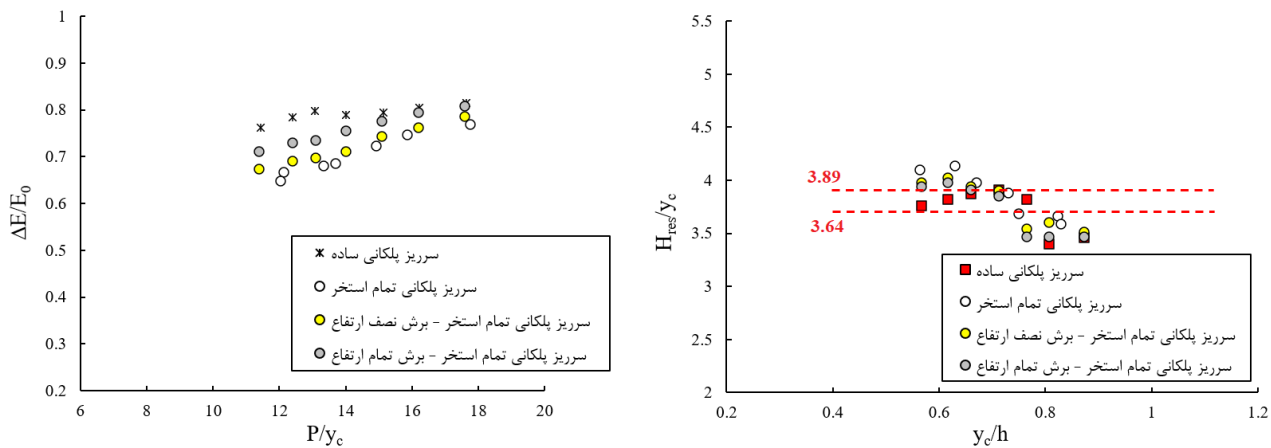 1
0.9
0.8
0.7
0.6
0.5
0.4
0.3
0.2
ΔE/E₀
6
8
10
12
14
16
18
20
P/y_c
سرریز پلکانی ساده
سرریز پلکانی تمام استخر
سرریز پلکانی تمام استخر - برش نصف ارتفاع
سرریز پلکانی تمام استخر - برش تمام ارتفاع
5.5
5
4.5
4
3.5
3
2.5
2
H_res/y_c
3.89
3.64
0.2
0.4
0.6
0.8
1
1.2
y_c/h
سرریز پلکانی ساده
سرریز پلکانی تمام استخر
سرریز پلکانی تمام استخر - برش نصف ارتفاع
سرریز پلکانی تمام استخر - برش تمام ارتفاع